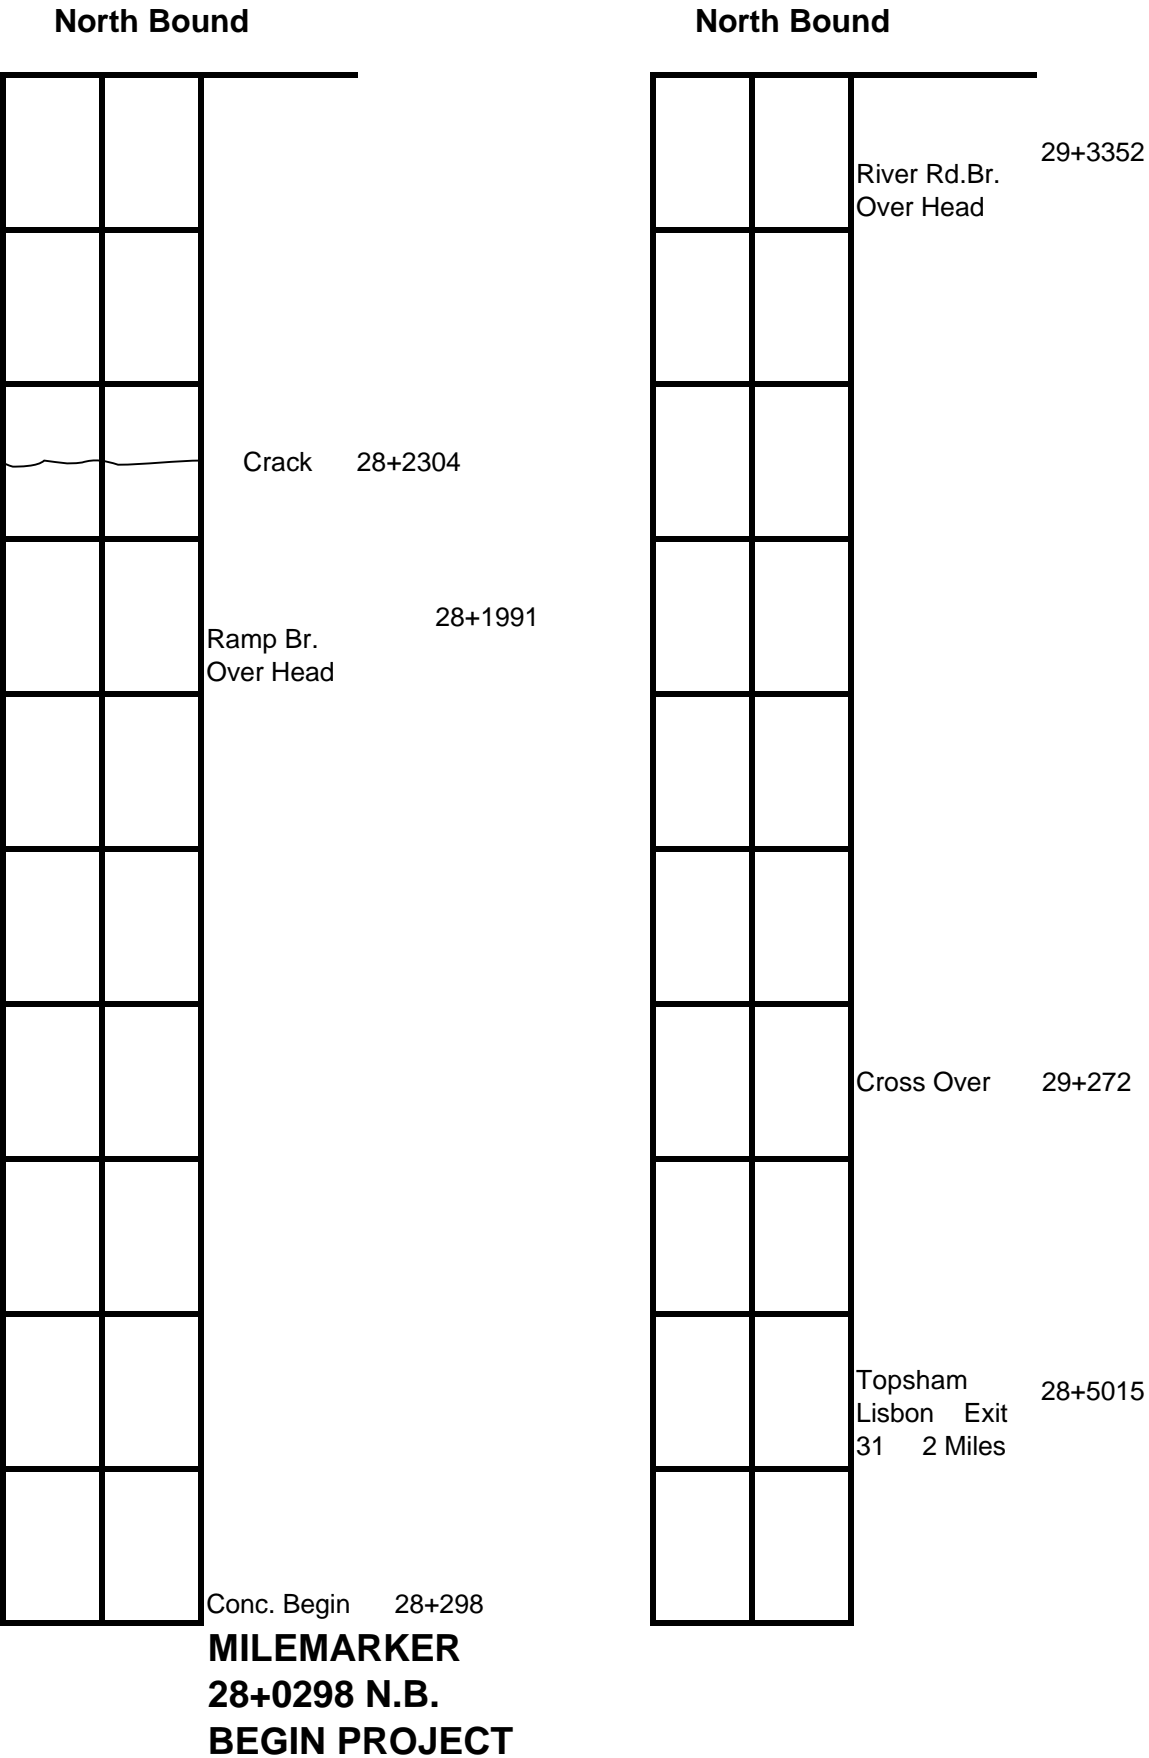 North Bound
Crack 28+2304
28+1991
Ramp Br.
Over Head
Conc. Begin 28+298
MILEMARKER
28+0298 N.B.
BEGIN PROJECT
North Bound
29+3352
River Rd.Br.
Over Head
Cross Over 29+272
Topsham
28+5015
Lisbon Exit
31 2 Miles